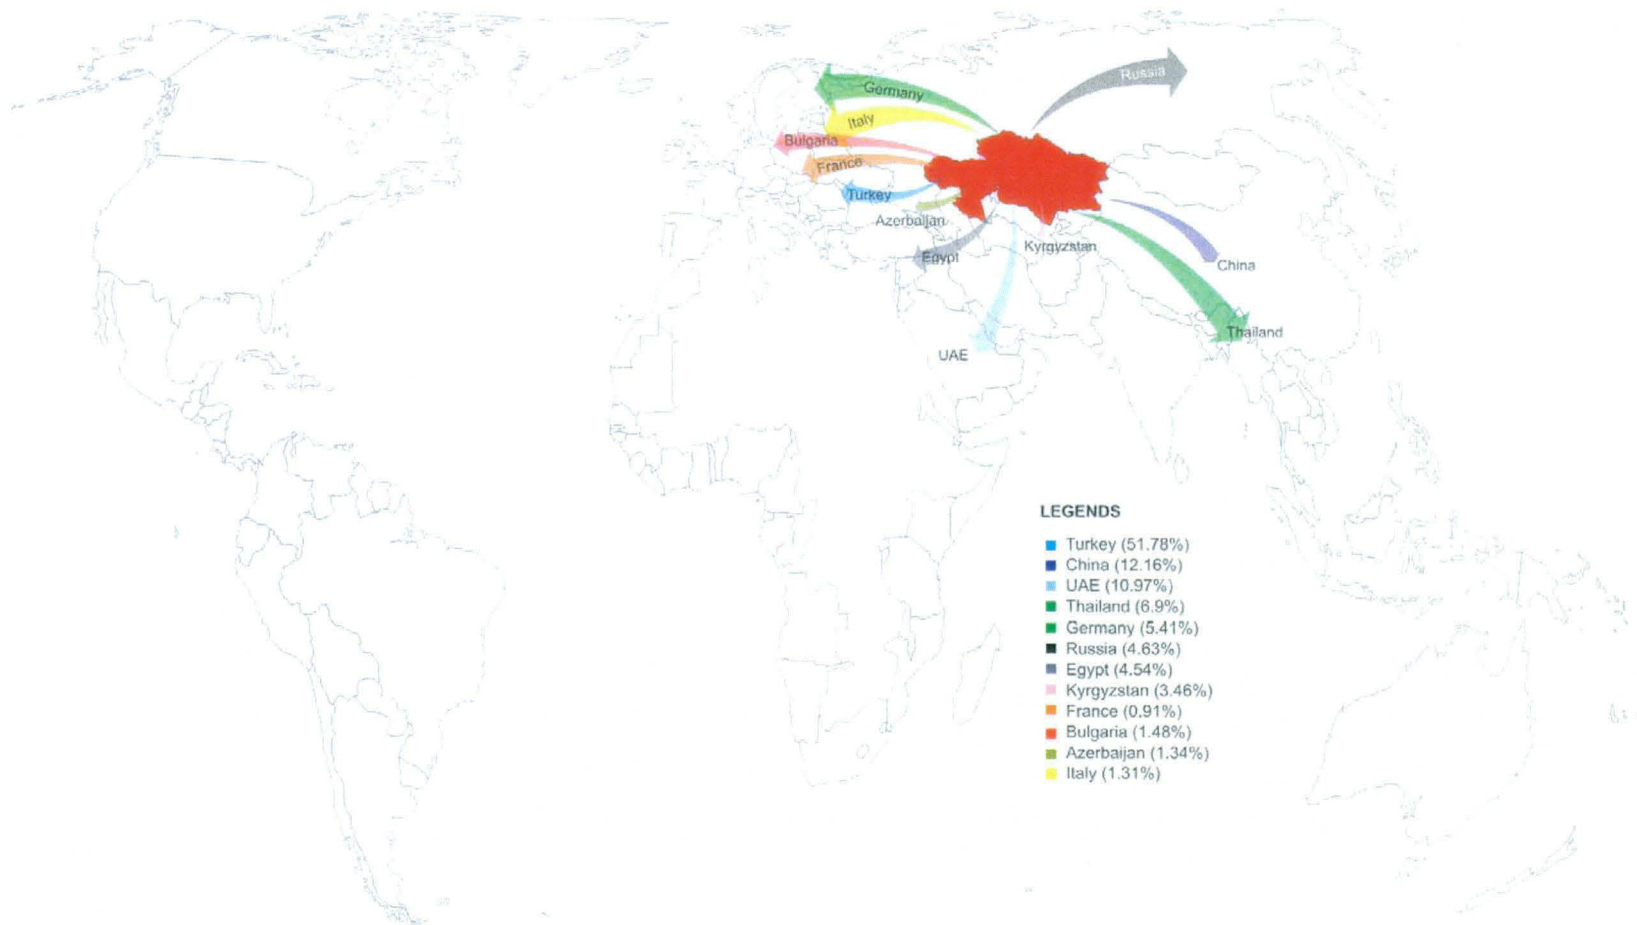 Russia
Germany
Italy
Bulgaria
France
Turkey
Azerbaijan
Egypt
Kyrgyzstan
China
Thailand
UAE
LEGENDS
Turkey (51.78%)
China (12.16%)
UAE (10.97%)
Thailand (6.9%)
Germany (5.41%)
Russia (4.63%)
Egypt (4.54%)
Kyrgyzstan (3.46%)
France (0.91%)
Bulgaria (1.48%)
Azerbaijan (1.34%)
Italy (1.31%)